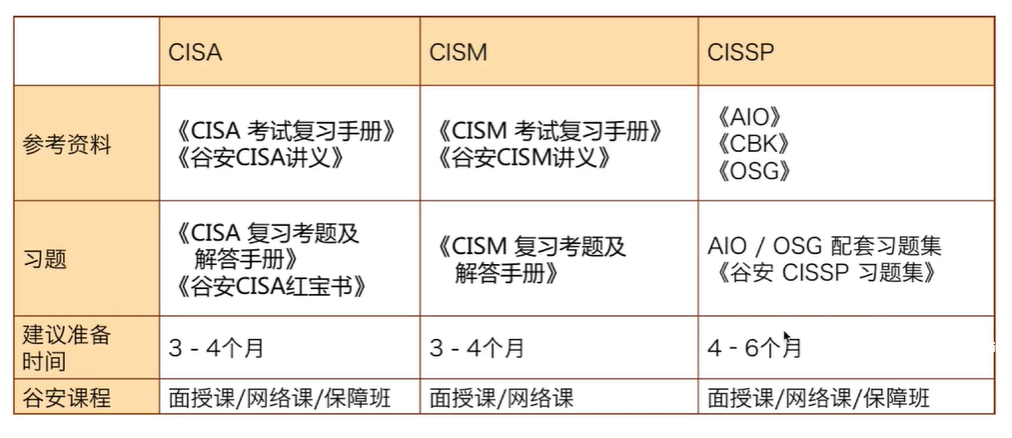 CISA
CISM
CISSP
参考资料
《CISA 考试复习手册》
《谷安CISA讲义》
《CISM 考试复习手册》
《谷安CISM讲义》
《AIO》
《CBK》
《OSG》
习题
《CISA 复习考题及
解答手册》
《谷安CISA红宝书》
《CISM 复习考题及
解答手册》
AIO / OSG 配套习题集
《谷安 CISSP 习题集》
建议准备
时间
3 - 4个月
3 - 4个月
4 - 6个月
谷安课程
面授课/网络课/保障班
面授课/网络课
面授课/网络课/保障班